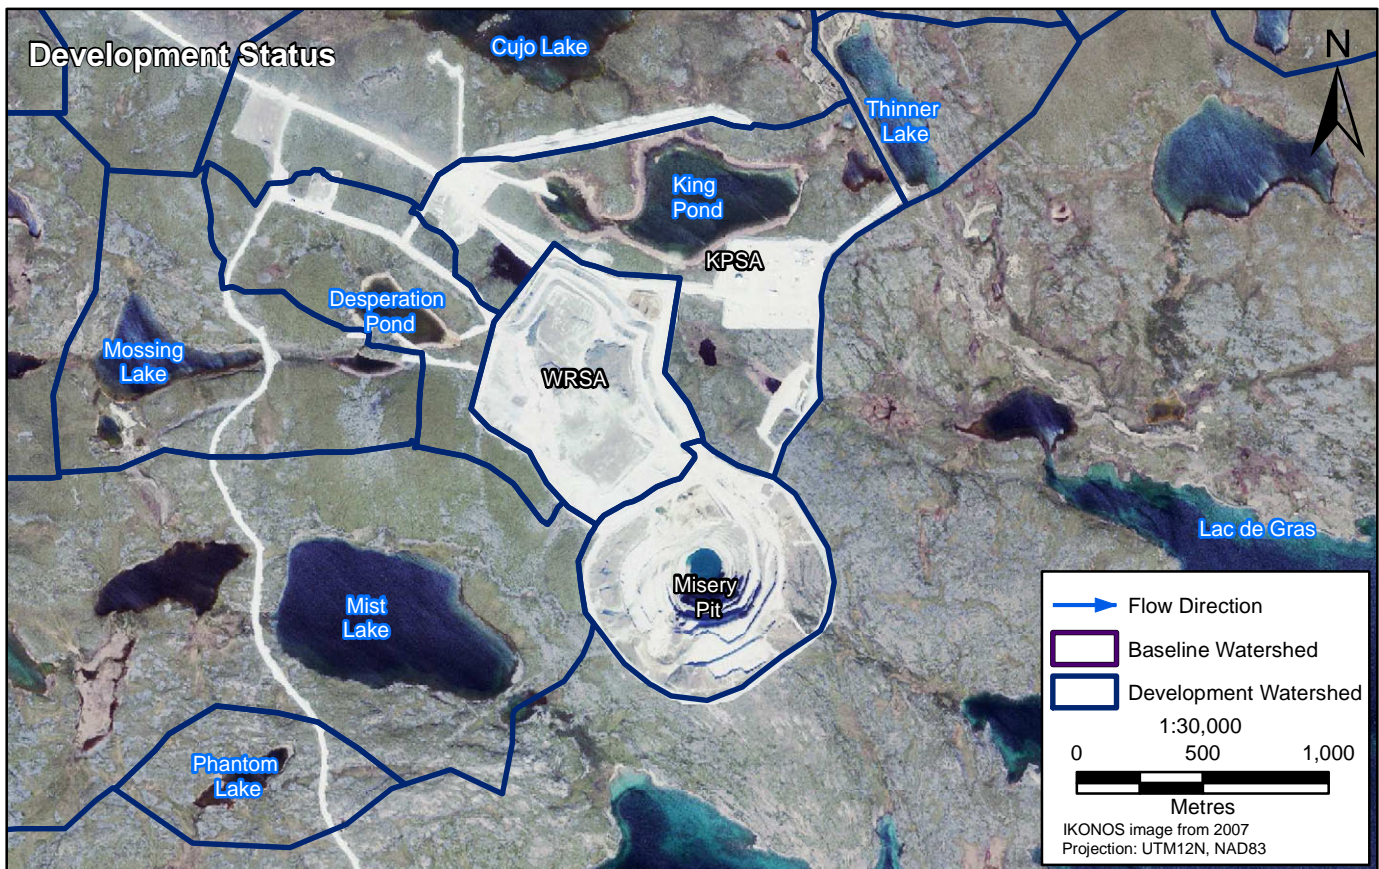 Development Status
Cujo Lake
N
Thinner
Lake
King
Pond
KPSA
Desperation
Pond
Mossing
Lake
WRSA
Lac de Gras
Misery
Pit
Mist
Lake
Phantom
Lake
Flow Direction
Baseline Watershed
Development Watershed
1:30,000
0 500 1,000
Metres
IKONOS image from 2007
Projection: UTM12N, NAD83